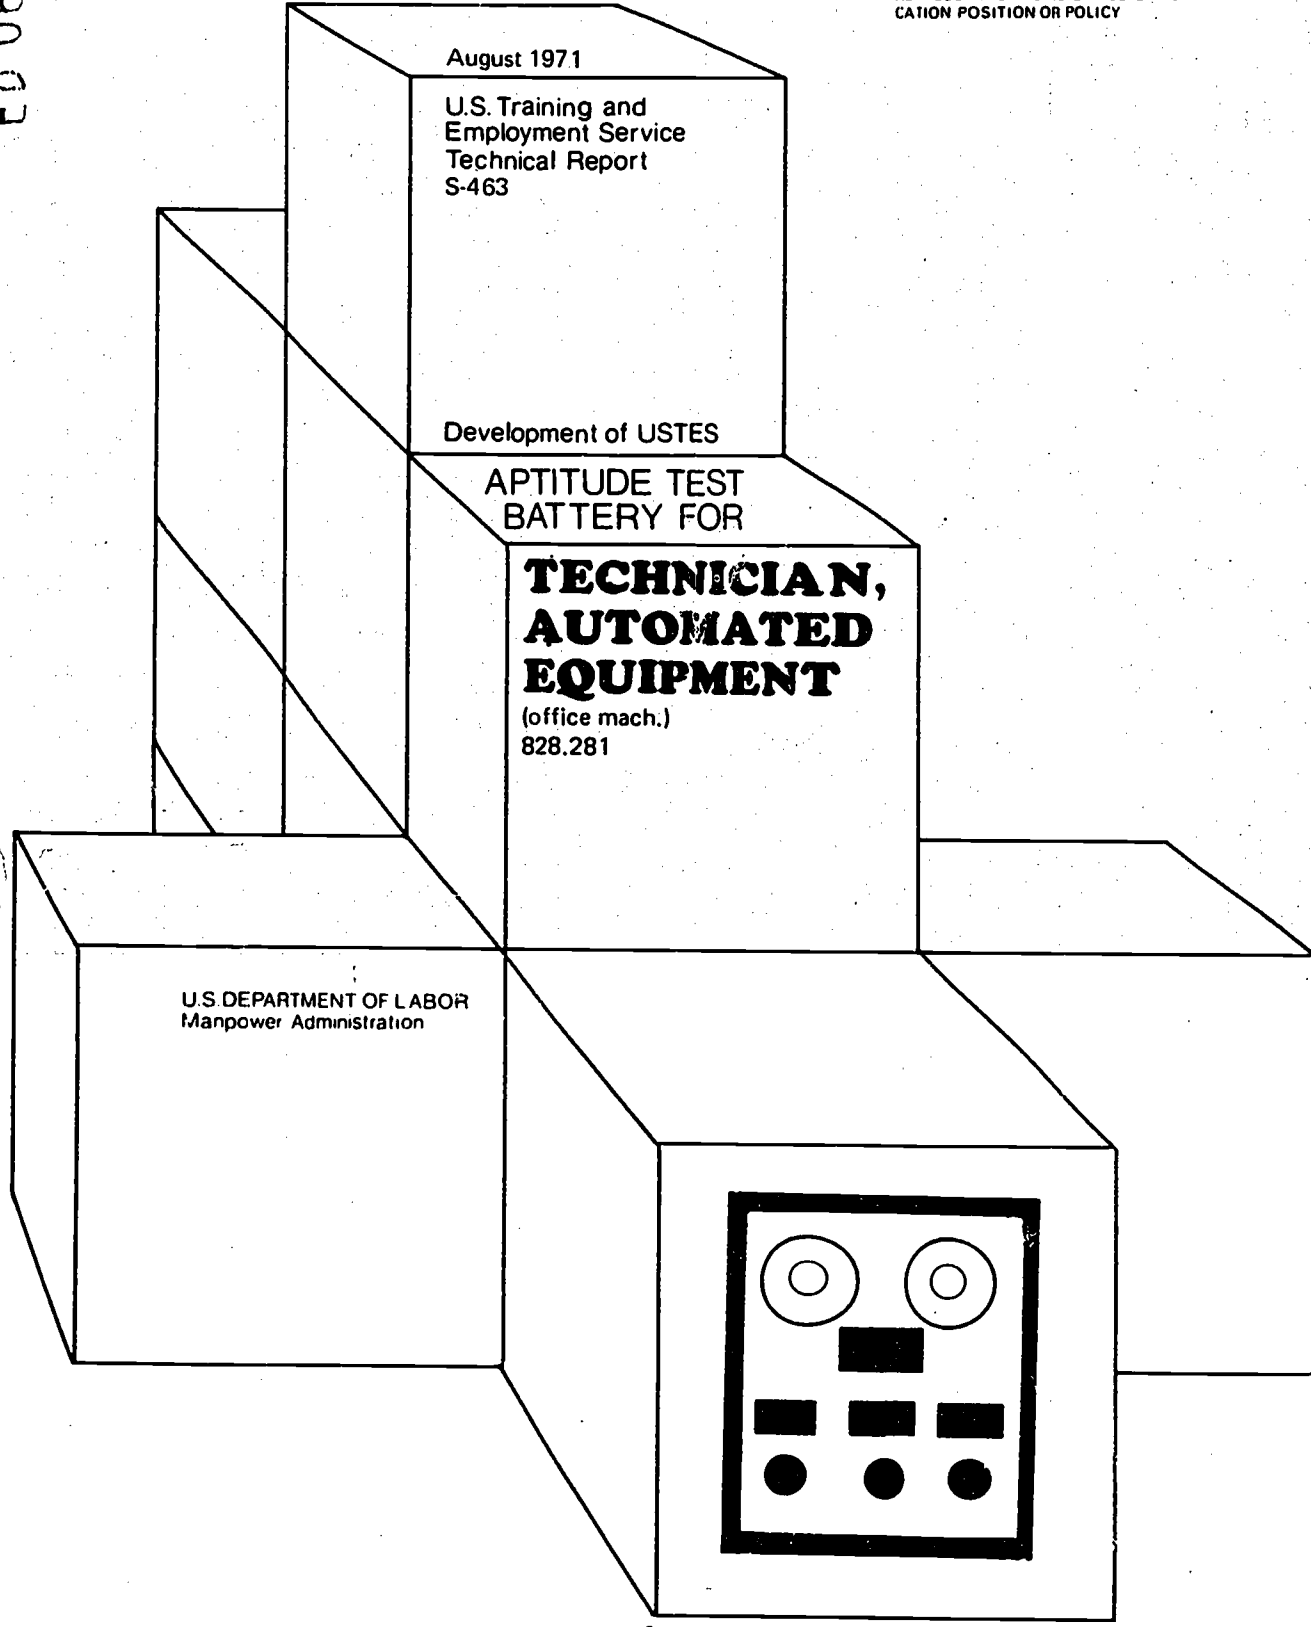 CATION POSITION OR POLICY
August 1971
U.S. Training and
Employment Service
Technical Report
S-463
Development of USTES
APTITUDE TEST
BATTERY FOR
TECHNICIAN,
AUTOMATED
EQUIPMENT
(office mach.)
828.281
U.S. DEPARTMENT OF LABOR
Manpower Administration